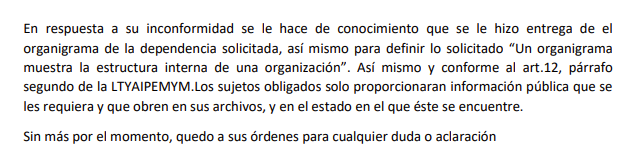 En respuesta a su inconformidad se le hace de conocimiento que se le hizo entrega de el
organigrama de la dependencia solicitada, así mismo para definir lo solicitado “Un organigrama
muestra la estructura interna de una organización”. Así mismo y conforme al art.12, párrafo
segundo de la LTYAIPEMYM.Los sujetos obligados solo proporcionaran información pública que se
les requiera y que obren en sus archivos, y en el estado en el que éste se encuentre.
Sin más por el momento, quedo a sus órdenes para cualquier duda o aclaración